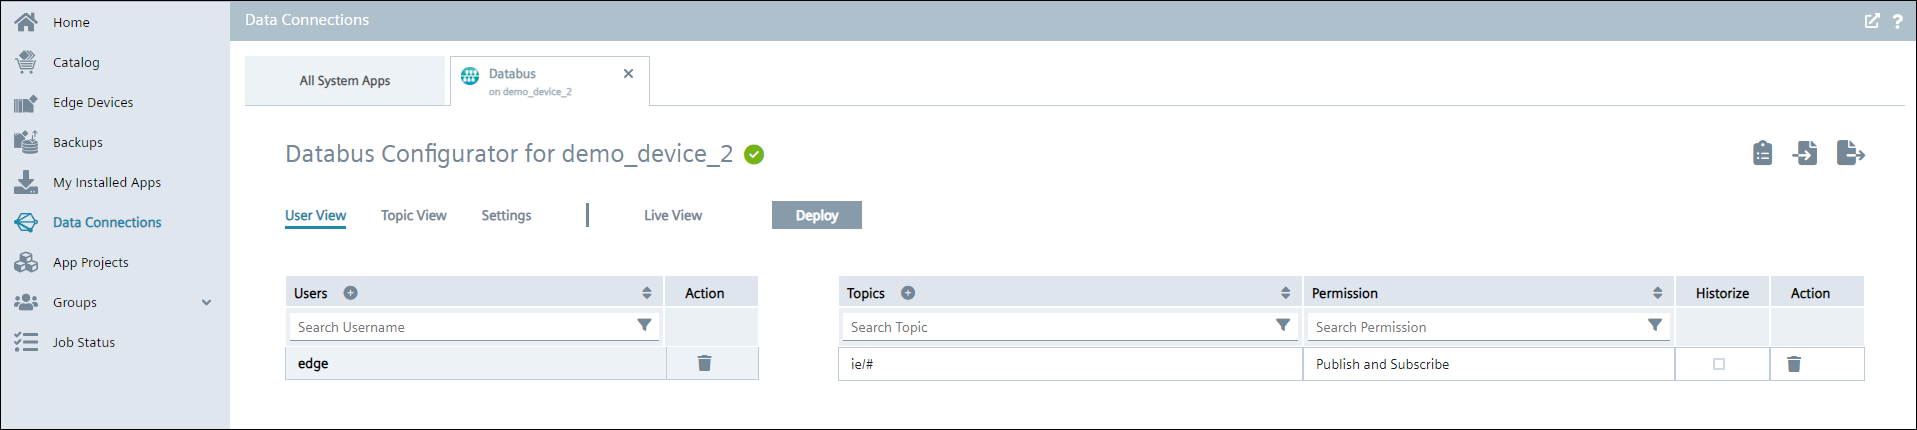 Home
Catalog
Edge Devices
Backups
My Installed Apps
Data Connections
App Projects
Groups
Job Status
Data Connections
?
All System Apps
Databus
on demo_device_2
Databus Configurator for demo_device_2
User View Topic View Settings Live View Deploy
Users Action
Search Username
edge
Topics Permission Historize Action
Search Topic Search Permission
ie/# Publish and Subscribe